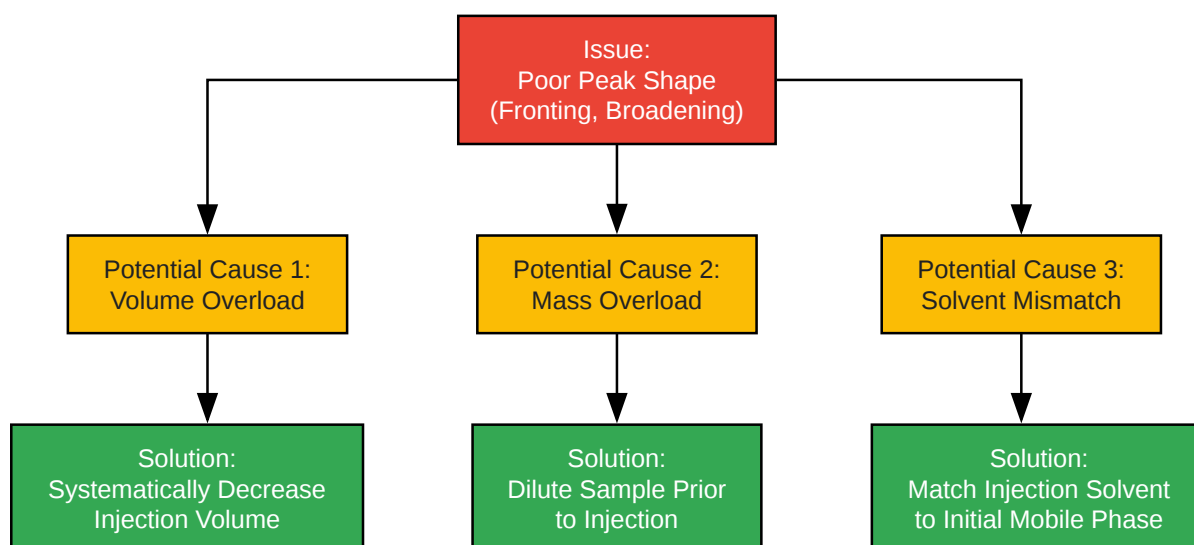 Issue:
Poor Peak Shape
(Fronting, Broadening)
Potential Cause 1:
Volume Overload
Potential Cause 2:
Mass Overload
Potential Cause 3:
Solvent Mismatch
Solution:
Systematically Decrease
Injection Volume
Solution:
Dilute Sample Prior
to Injection
Solution:
Match Injection Solvent
to Initial Mobile Phase